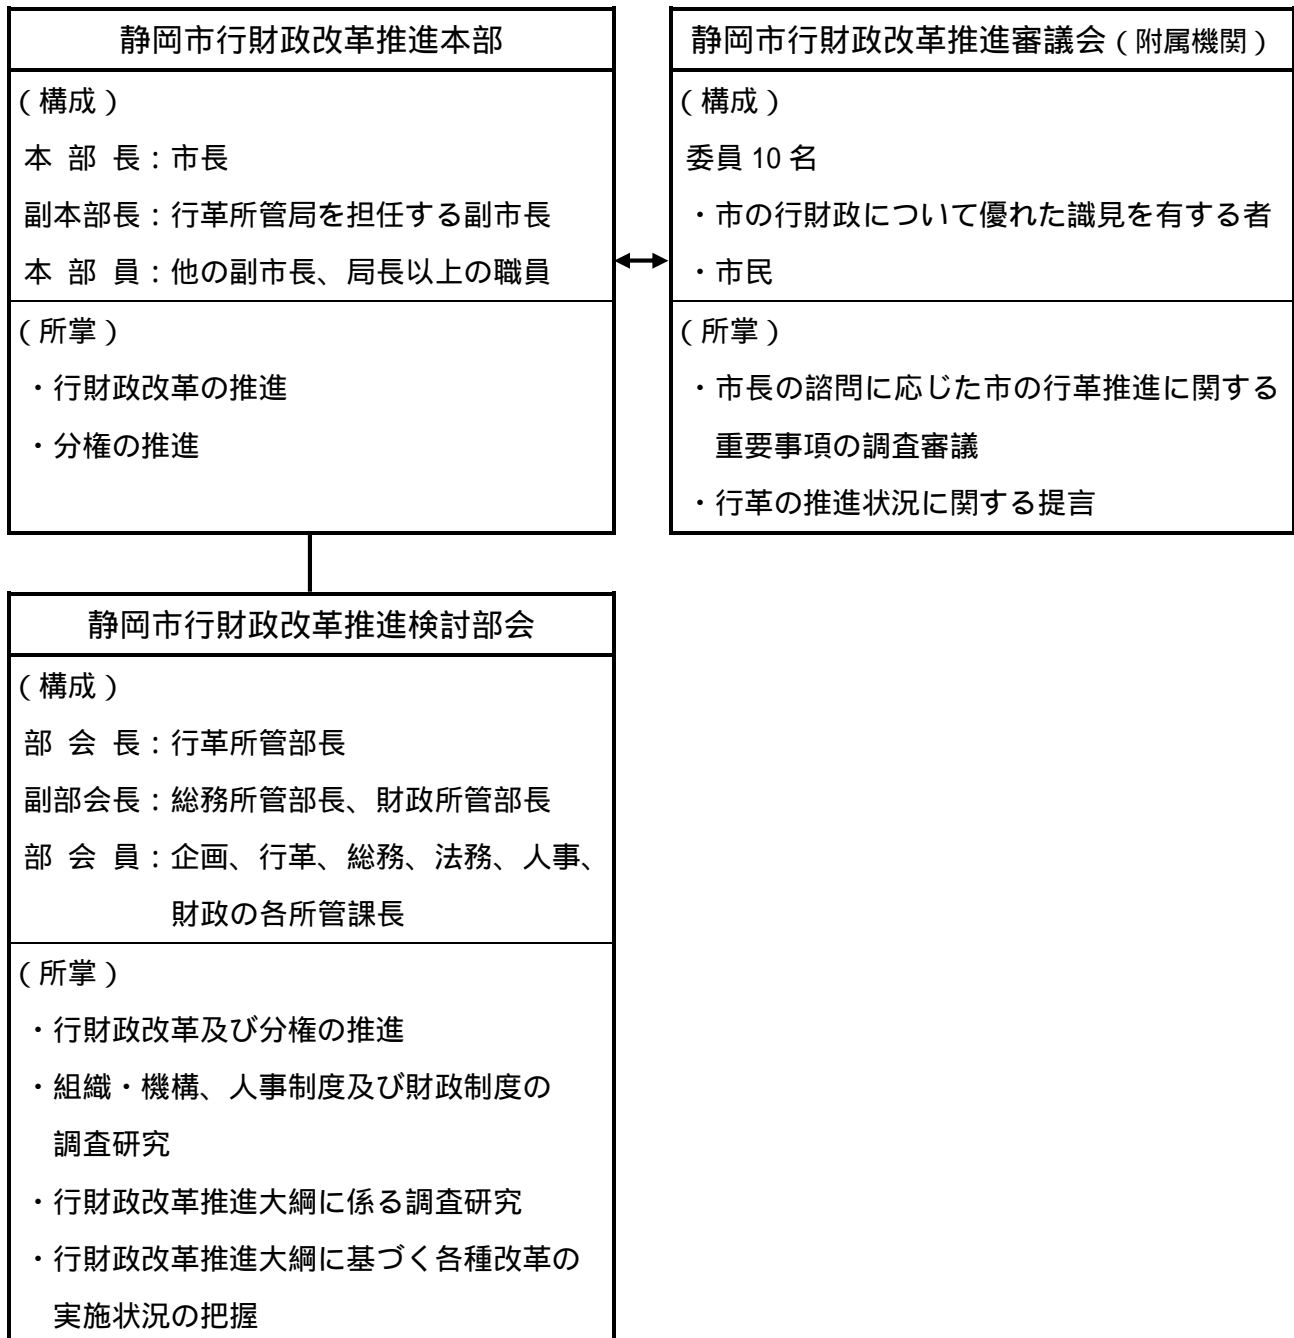 静岡市行財政改革推進本部
（構成）
本 部 長：市長
副本部長：行革所管局を担任する副市長
本 部 員：他の副市長、局長以上の職員
（所掌）
・行財政改革の推進
・分権の推進
静岡市行財政改革推進審議会（附属機関）
（構成）
委員 10 名
・市の行財政について優れた識見を有する者
・市民
（所掌）
・市長の諮問に応じた市の行革推進に関する
重要事項の調査審議
・行革の推進状況に関する提言
静岡市行財政改革推進検討部会
（構成）
部 会 長：行革所管部長
副部会長：総務所管部長、財政所管部長
部 会 員：企画、行革、総務、法務、人事、
財政の各所管課長
（所掌）
・行財政改革及び分権の推進
・組織・機構、人事制度及び財政制度の
調査研究
・行財政改革推進大綱に係る調査研究
・行財政改革推進大綱に基づく各種改革の
実施状況の把握